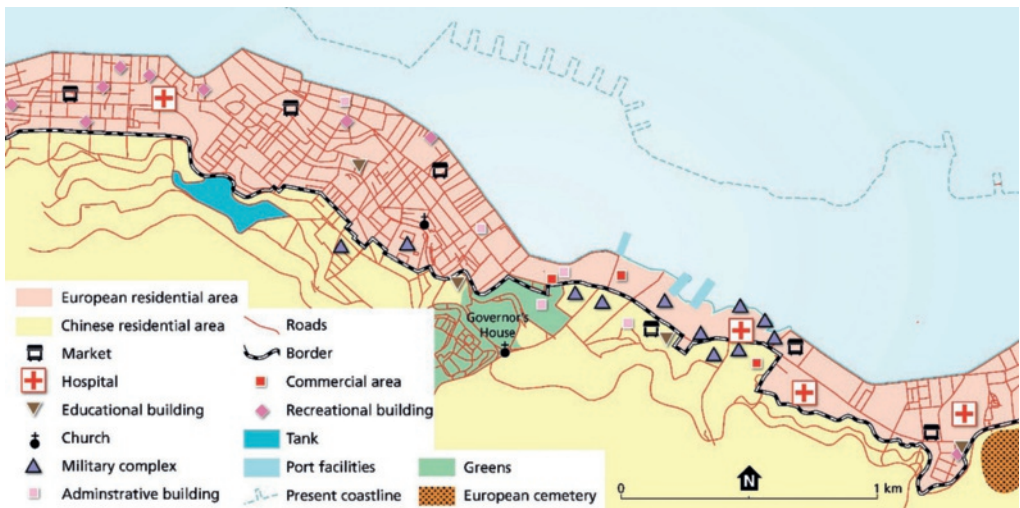 Governor's
House
European residential area
Chinese residential area
Market
Hospital
Educational building
Church
Military complex
Adminstrative building
Roads
Border
Commercial area
Recreational building
Tank
Port facilities
Present coastline
Greens
European cemetery
N
0 1 km